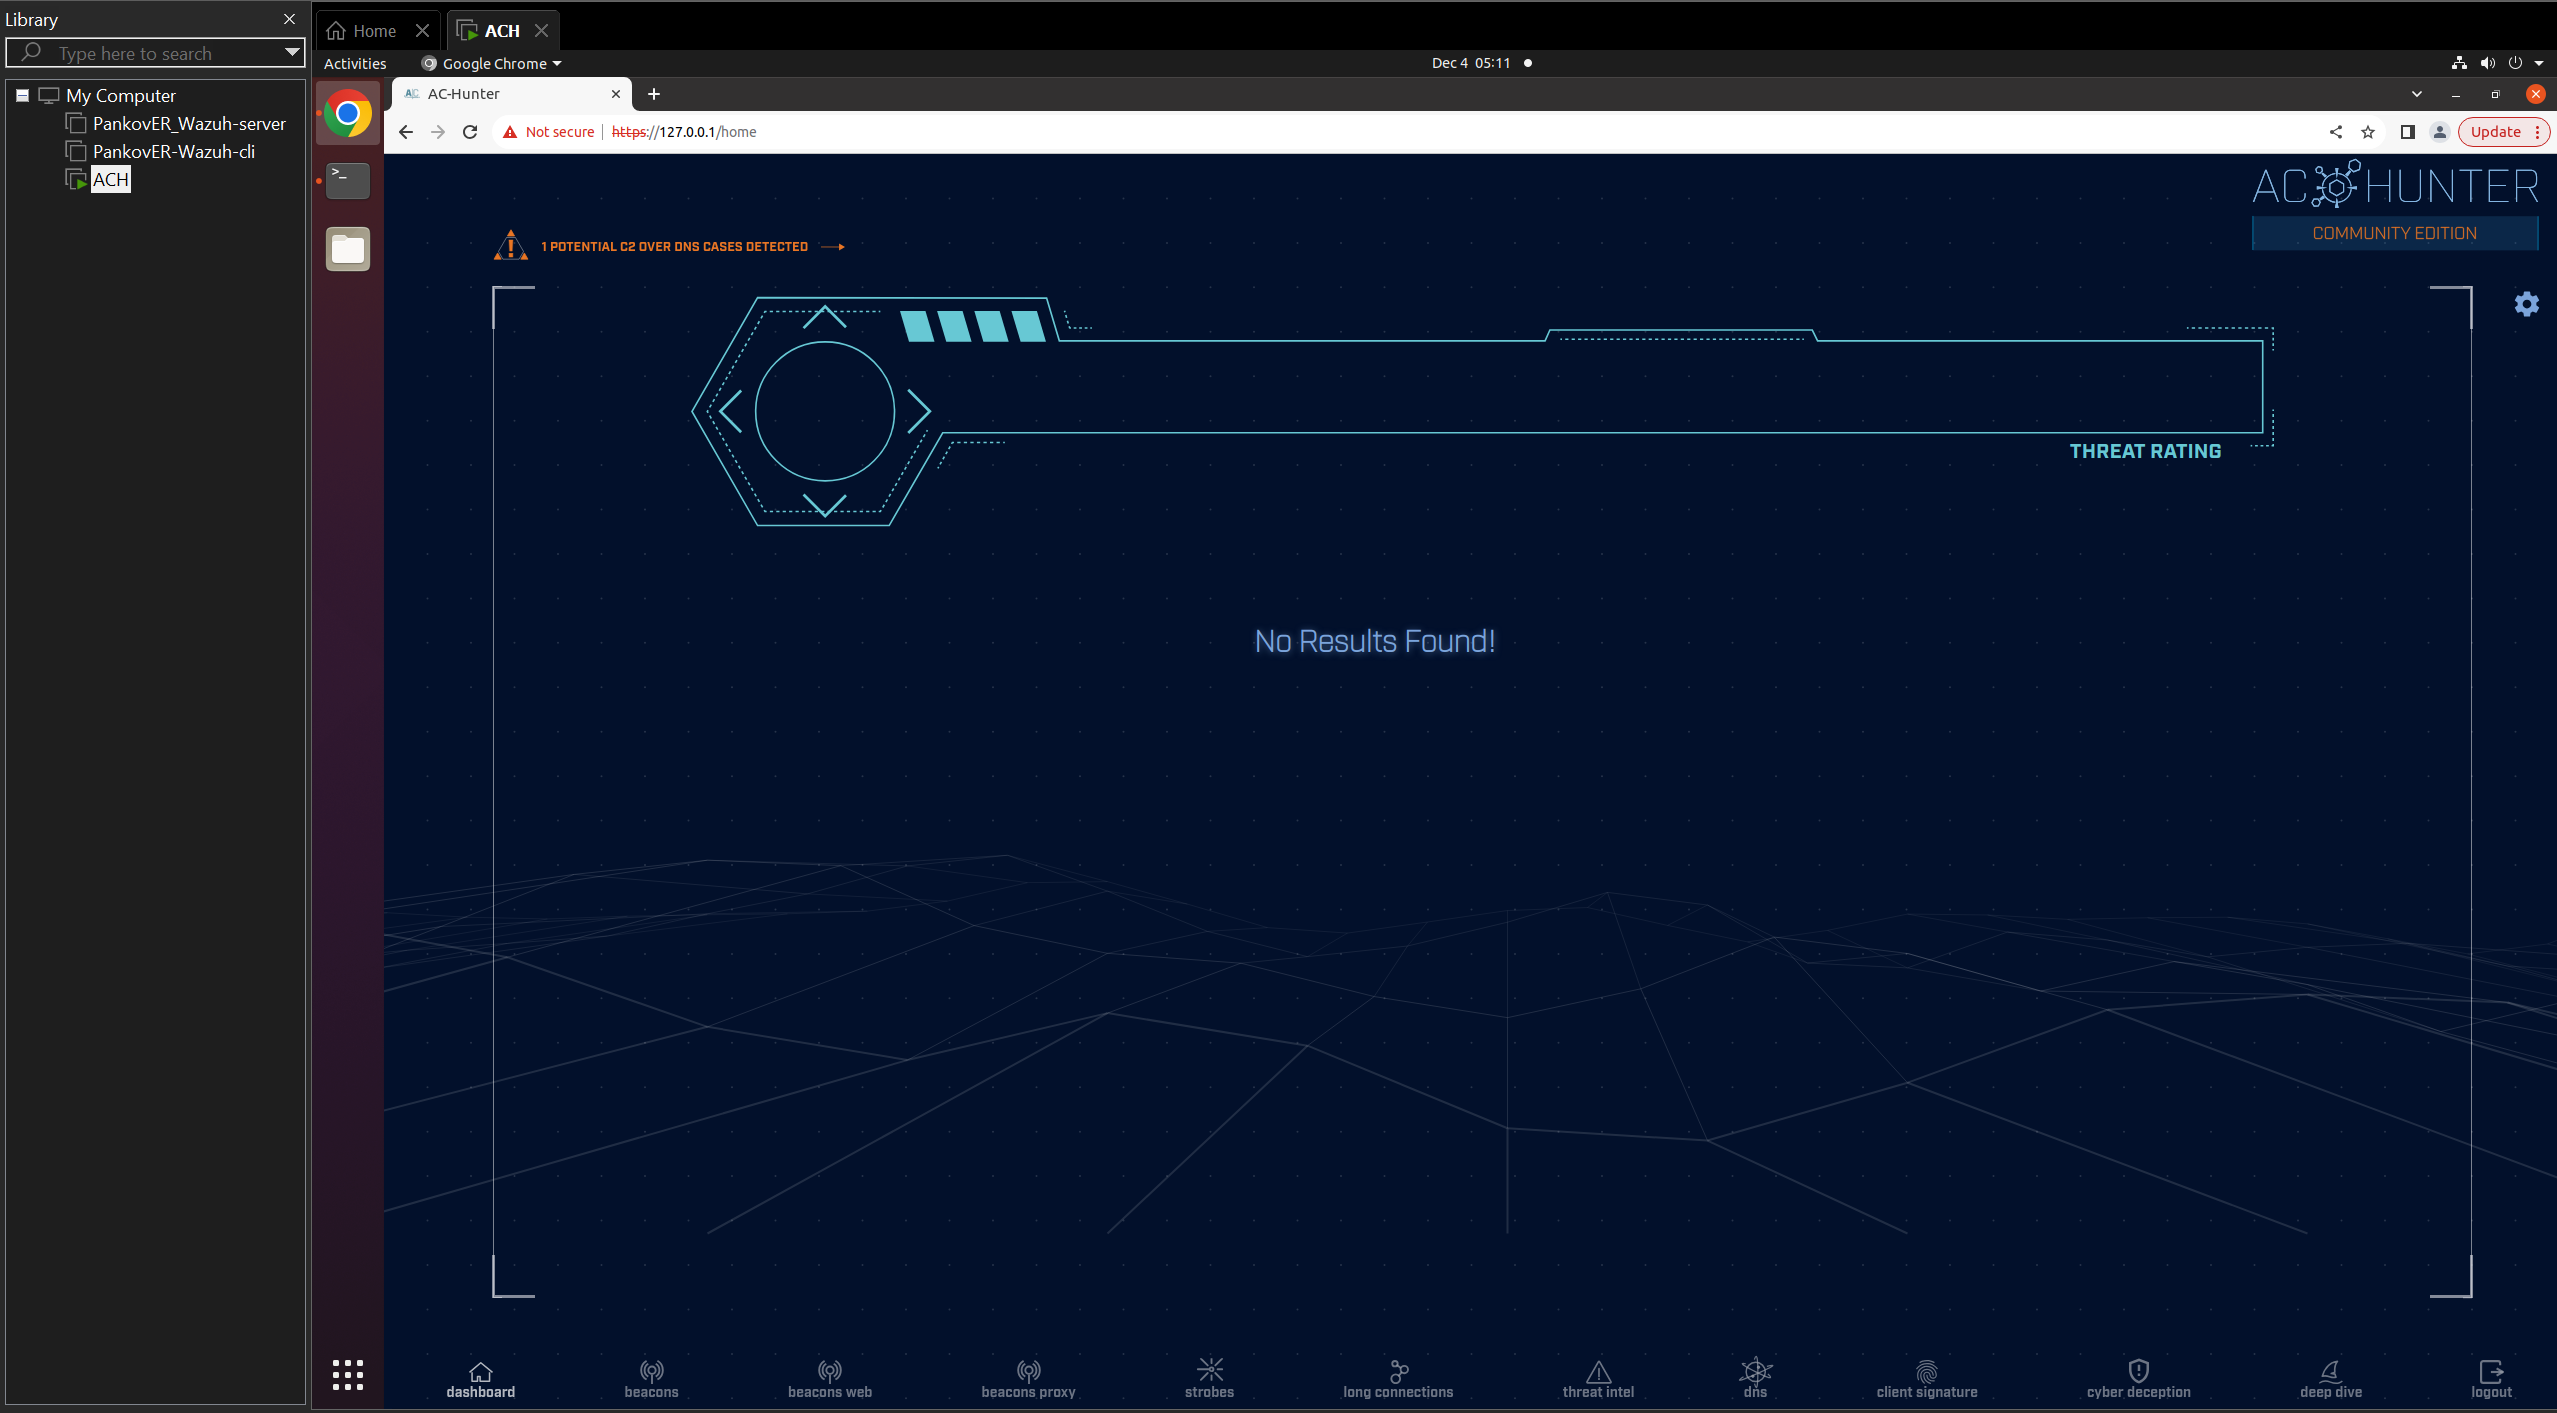 Library
Type here to search
My Computer
PankovER_Wazuh-server
PankovER-Wazuh-cli
ACH
Home
ACH
Activities
Google Chrome
Dec 4 05:11
AC-Hunter
Not secure
https://127.0.0.1/home
Update
AC HUNTER
COMMUNITY EDITION
1 POTENTIAL C2 OVER DNS CASES DETECTED
THREAT RATING
No Results Found!
dashboard
beacons
beacons web
beacons proxy
strobes
long connections
threat intel
dns
client signature
cyber deception
deep dive
logout